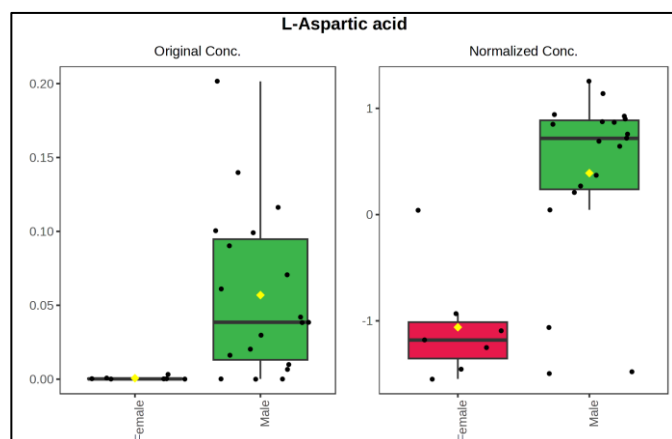 L-Aspartic acid
Original Conc.
Normalized Conc.
0.20
0.15
0.10
0.05
0.00
1
0
-1
Female
Male
Female
Male